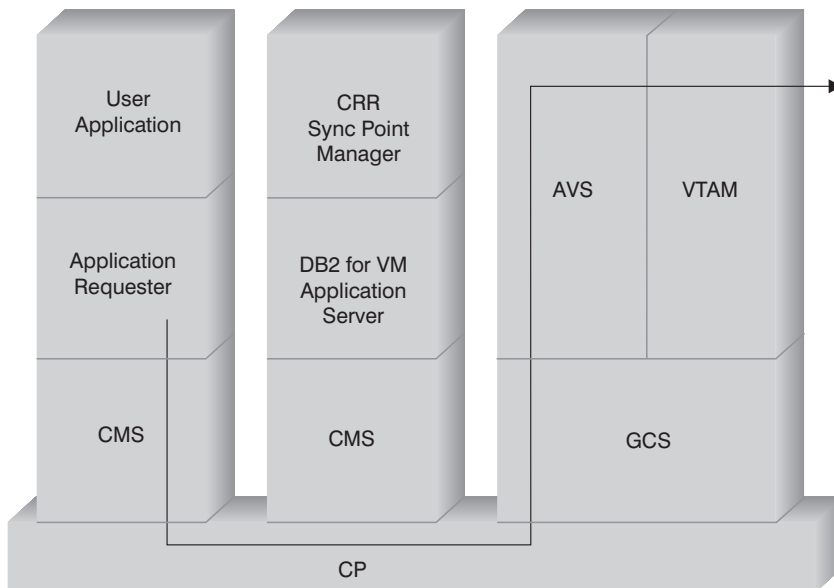 User
Application
Application
Requester
CMS
CRR
Sync Point
Manager
DB2 for VM
Application
Server
CMS
AVS
VTAM
GCS
CP